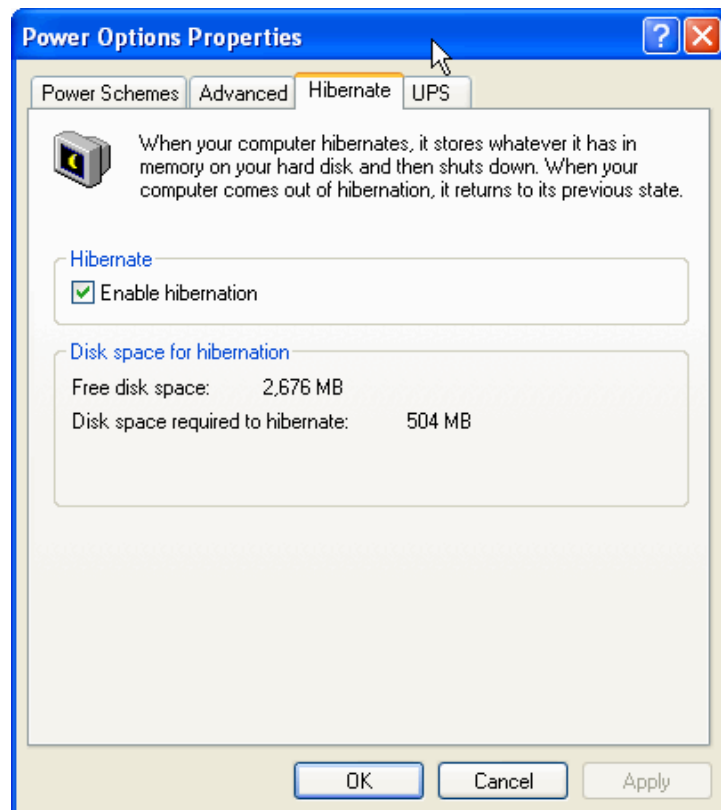 Power Options Properties
Power Schemes Advanced Hibernate UPS
When your computer hibernates, it stores whatever it has in
memory on your hard disk and then shuts down. When your
computer comes out of hibernation, it returns to its previous state.
Hibernate
Enable hibernation
Disk space for hibernation
Free disk space: 2,676 MB
Disk space required to hibernate: 504 MB
OK Cancel Apply